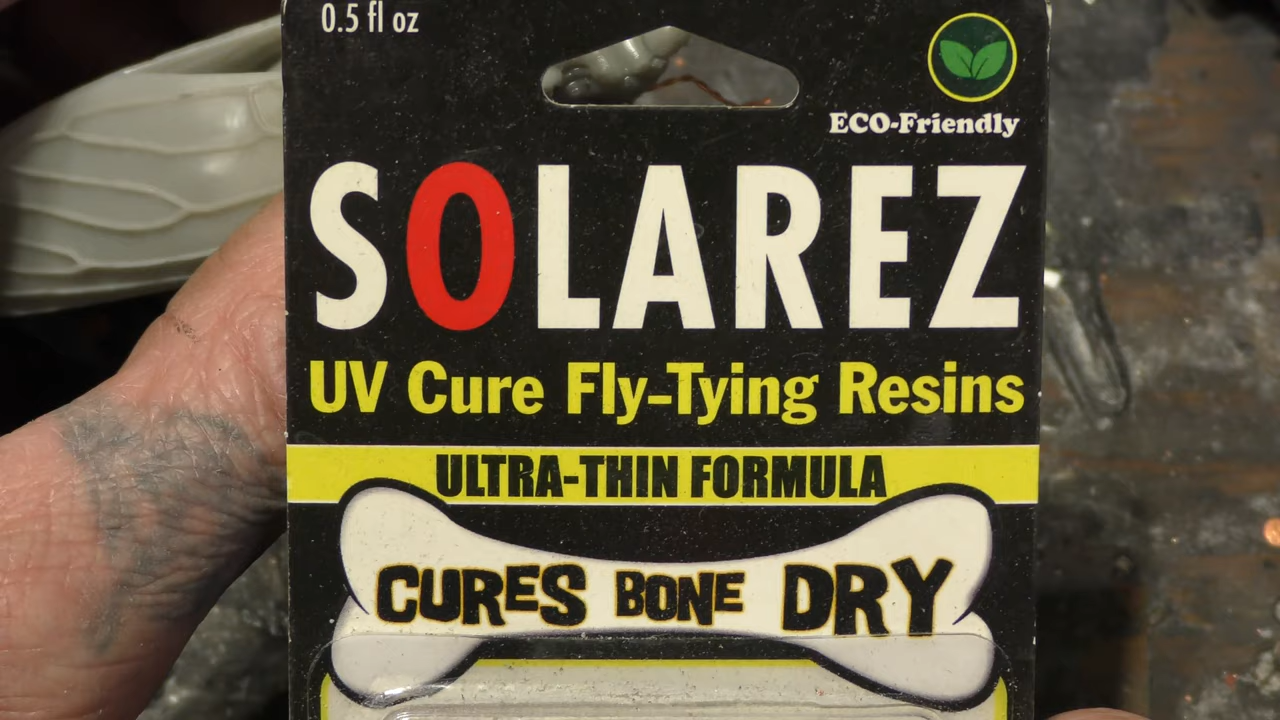 0.5 fl oz
ECO-Friendly
SOLAREZ
UV Cure Fly-Tying Resins
ULTRA-THIN FORMULA
CURES BONE DRY